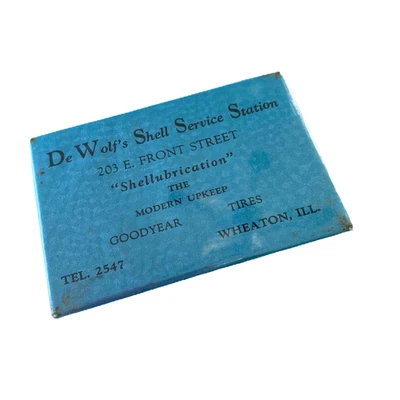 De Wolf's Shell Service Station
203 E. FRONT STREET
"Shellubrication"
THE
MODERN UPKEEP
GOODYEAR TIRES
TEL. 2547 WHEATON, ILL.